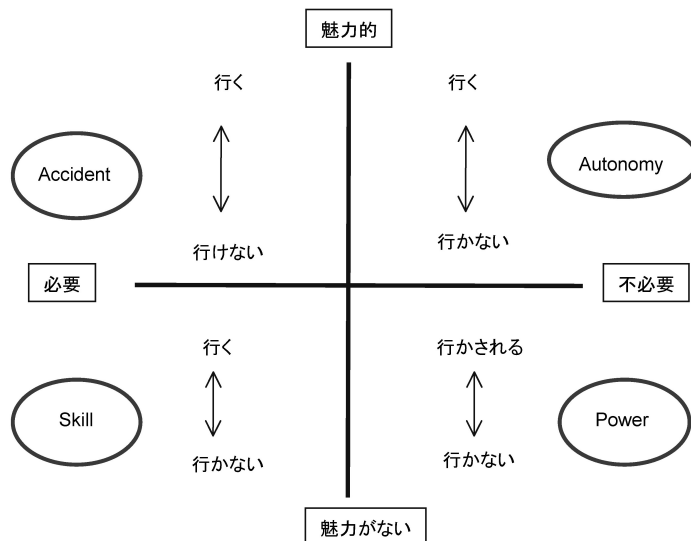 魅力的
行く
行く
Accident
Autonomy
行けない
行かない
必要
不必要
行く
行かされる
Skill
Power
行かない
行かない
魅力がない